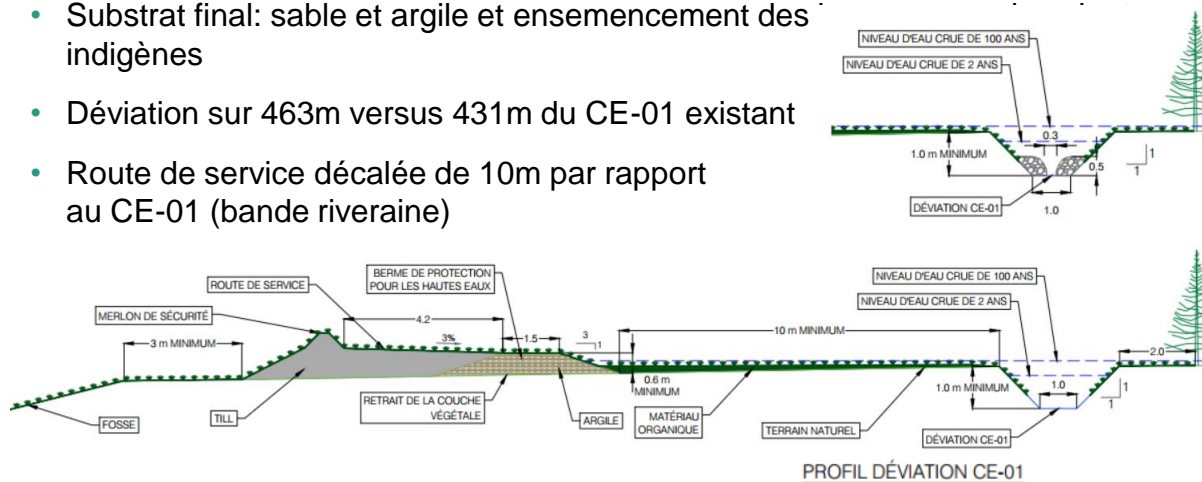 • Substrat final: sable et argile et ensemencement des
indigènes
• Déviation sur 463m versus 431m du CE-01 existant
• Route de service décalée de 10m par rapport
au CE-01 (bande riveraine)
NIVEAU D'EAU CRUE DE 100 ANS
NIVEAU D'EAU CRUE DE 2 ANS
0.3
1.0 m MINIMUM
0.5
1
1
DÉVIATION CE-01
1.0
BERME DE PROTECTION
POUR LES HAUTES EAUX
ROUTE DE SERVICE
MERLON DE SÉCURITÉ
4.2
3%
1.5
3
1
3 m MINIMUM
10 m MINIMUM
NIVEAU D'EAU CRUE DE 100 ANS
NIVEAU D'EAU CRUE DE 2 ANS
2.0
0.6 m
MINIMUM
1.0 m MINIMUM
1.0
1
1
FOSSE
TILL
RETRAIT DE LA COUCHE
VÉGÉTALE
ARGILE
MATÉRIAU
ORGANIQUE
TERRAIN NATUREL
DÉVIATION CE-01
PROFIL DÉVIATION CE-01